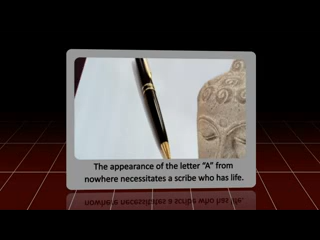 The appearance of the letter “A” from
nowhere necessitates a scribe who has life.